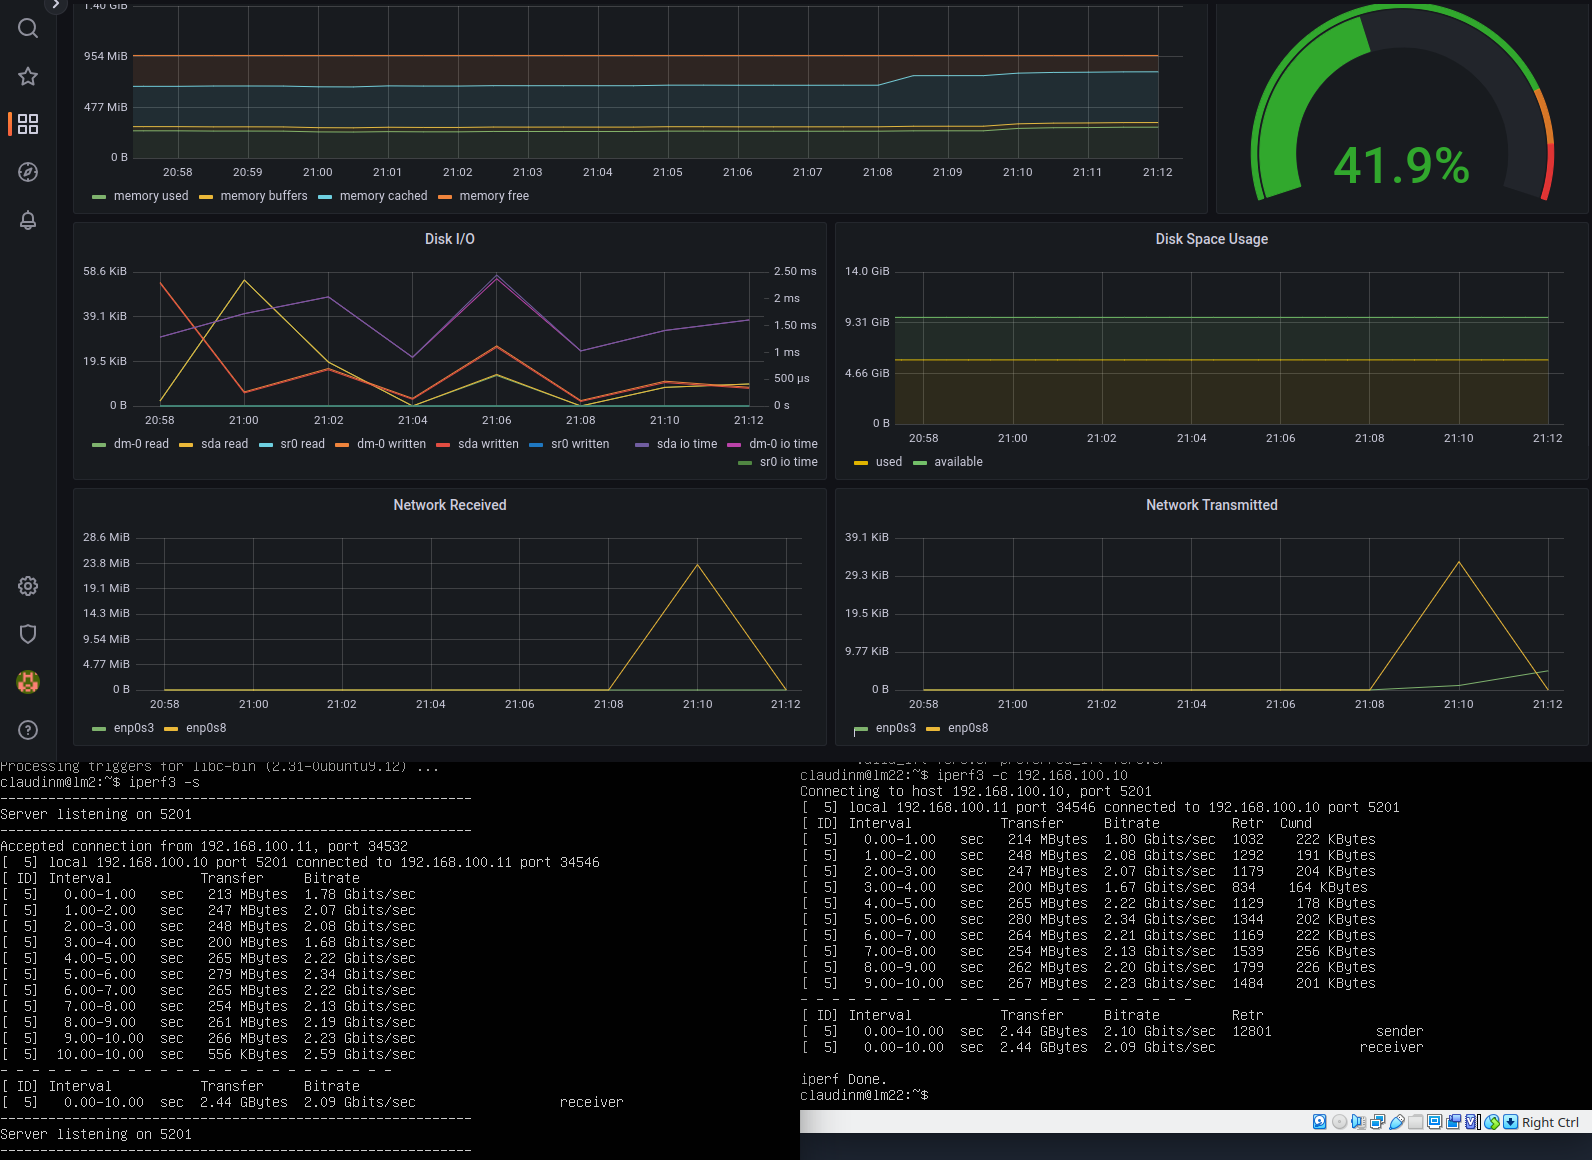 1.40 GiB
954 MiB
477 MiB
0 B
20:58 20:59 21:00 21:01 21:02 21:03 21:04 21:05 21:06 21:07 21:08 21:09 21:10 21:11 21:12
memory used memory buffers memory cached memory free
41.9%
Disk I/O
58.6 KiB
39.1 KiB
19.5 KiB
0 B
2.50 ms
2 ms
1.50 ms
1 ms
500 µs
0 s
20:58 21:00 21:02 21:04 21:06 21:08 21:10 21:12
dm-0 read sda read sr0 read dm-0 written sda written sr0 written sda io time dm-0 io time
sr0 io time
Disk Space Usage
14.0 GiB
9.31 GiB
4.66 GiB
0 B
20:58 21:00 21:02 21:04 21:06 21:08 21:10 21:12
used available
Network Received
28.6 MiB
23.8 MiB
19.1 MiB
14.3 MiB
9.54 MiB
4.77 MiB
0 B
20:58 21:00 21:02 21:04 21:06 21:08 21:10 21:12
enp0s3 enp0s8
Network Transmitted
39.1 KiB
29.3 KiB
19.5 KiB
9.77 KiB
0 B
20:58 21:00 21:02 21:04 21:06 21:08 21:10 21:12
enp0s3 enp0s8
Processing triggers for libc-bin (2.31-0ubuntu9.12) ...
claudinm@lm2:~$ iperf3 -s
-----------------------------------------------------------
Server listening on 5201
-----------------------------------------------------------
Accepted connection from 192.168.100.11, port 34532
[  5] local 192.168.100.10 port 5201 connected to 192.168.100.11 port 34546
[ ID] Interval           Transfer     Bitrate
[  5]   0.00-1.00   sec   213 MBytes  1.78 Gbits/sec
[  5]   1.00-2.00   sec   247 MBytes  2.07 Gbits/sec
[  5]   2.00-3.00   sec   248 MBytes  2.08 Gbits/sec
[  5]   3.00-4.00   sec   200 MBytes  1.68 Gbits/sec
[  5]   4.00-5.00   sec   265 MBytes  2.22 Gbits/sec
[  5]   5.00-6.00   sec   279 MBytes  2.34 Gbits/sec
[  5]   6.00-7.00   sec   265 MBytes  2.22 Gbits/sec
[  5]   7.00-8.00   sec   254 MBytes  2.13 Gbits/sec
[  5]   8.00-9.00   sec   261 MBytes  2.19 Gbits/sec
[  5]   9.00-10.00  sec   266 MBytes  2.23 Gbits/sec
[  5]  10.00-10.00  sec   556 KBytes  2.59 Gbits/sec
- - - - - - - - - - - - - - - - - - - - - - - - -
[ ID] Interval           Transfer     Bitrate
[  5]   0.00-10.00  sec  2.44 GBytes  2.09 Gbits/sec                  receiver
-----------------------------------------------------------
Server listening on 5201
-----------------------------------------------------------
claudinm@lm22:~$ iperf3 -c 192.168.100.10
Connecting to host 192.168.100.10, port 5201
[  5] local 192.168.100.11 port 34546 connected to 192.168.100.10 port 5201
[ ID] Interval           Transfer     Bitrate         Retr  Cwnd
[  5]   0.00-1.00   sec   214 MBytes  1.80 Gbits/sec  1032    222 KBytes
[  5]   1.00-2.00   sec   248 MBytes  2.08 Gbits/sec  1292    191 KBytes
[  5]   2.00-3.00   sec   247 MBytes  2.07 Gbits/sec  1179    204 KBytes
[  5]   3.00-4.00   sec   200 MBytes  1.67 Gbits/sec  834    164 KBytes
[  5]   4.00-5.00   sec   265 MBytes  2.22 Gbits/sec  1129    178 KBytes
[  5]   5.00-6.00   sec   280 MBytes  2.34 Gbits/sec  1344    202 KBytes
[  5]   6.00-7.00   sec   264 MBytes  2.21 Gbits/sec  1169    222 KBytes
[  5]   7.00-8.00   sec   254 MBytes  2.13 Gbits/sec  1539    256 KBytes
[  5]   8.00-9.00   sec   262 MBytes  2.20 Gbits/sec  1799    226 KBytes
[  5]   9.00-10.00  sec   267 MBytes  2.23 Gbits/sec  1484    201 KBytes
- - - - - - - - - - - - - - - - - - - - - - - - -
[ ID] Interval           Transfer     Bitrate         Retr
[  5]   0.00-10.00  sec  2.44 GBytes  2.10 Gbits/sec  12801             sender
[  5]   0.00-10.00  sec  2.44 GBytes  2.09 Gbits/sec                  receiver
iperf Done.
claudinm@lm22:~$
Right Ctrl